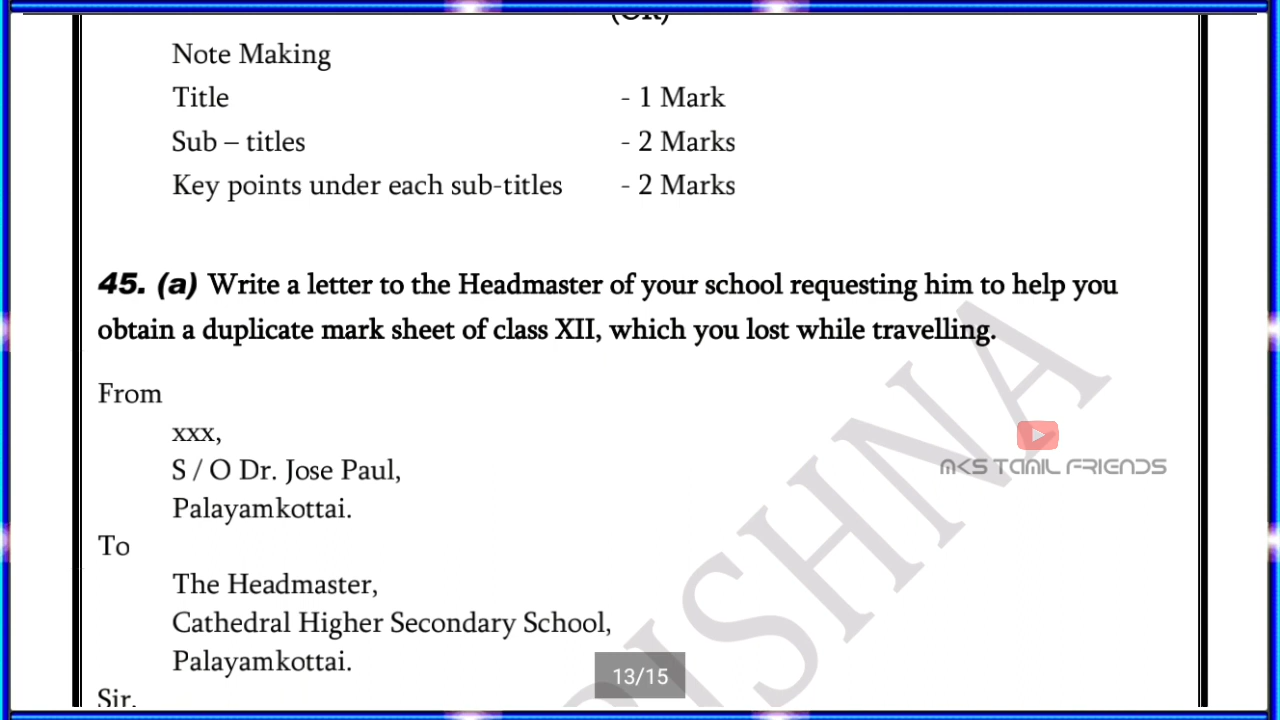 (OR)
Note Making
Title - 1 Mark
Sub – titles - 2 Marks
Key points under each sub-titles - 2 Marks
45. (a) Write a letter to the Headmaster of your school requesting him to help you
obtain a duplicate mark sheet of class XII, which you lost while travelling.
From
xxx,
S / O Dr. Jose Paul,
Palayamkottai.
MKS TAMIL FRIENDS
To
The Headmaster,
Cathedral Higher Secondary School,
Palayamkottai.
13/15
Sir,